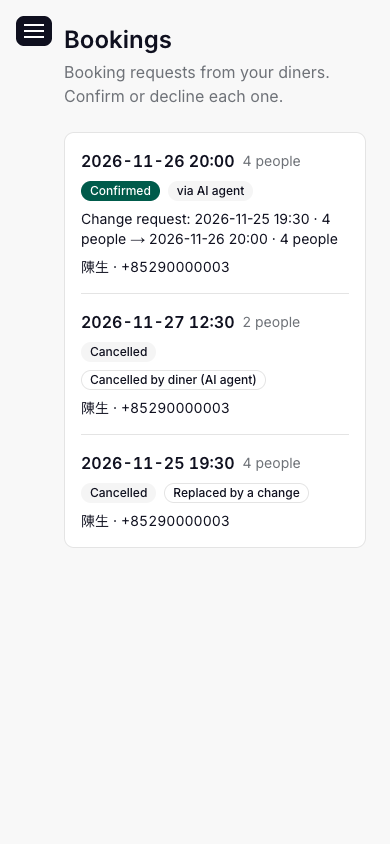 Bookings
Booking requests from your diners.
Confirm or decline each one.
2026-11-26 20:00 4 people
Confirmed via AI agent
Change request: 2026-11-25 19:30 · 4
people → 2026-11-26 20:00 · 4 people
陳生 · +85290000003
2026-11-27 12:30 2 people
Cancelled
Cancelled by diner (AI agent)
陳生 · +85290000003
2026-11-25 19:30 4 people
Cancelled Replaced by a change
陳生 · +85290000003